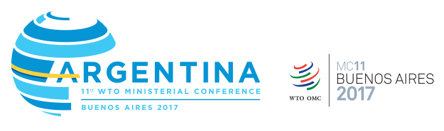 ARGENTINA
11TH WTO MINISTERIAL CONFERENCE
BUENOS AIRES 2017
WTO OMC
MC11
BUENOS AIRES
2017